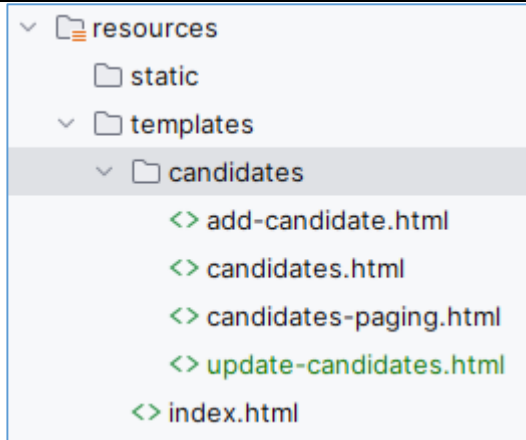 resources
static
templates
candidates
add-candidate.html
candidates.html
candidates-paging.html
update-candidates.html
index.html